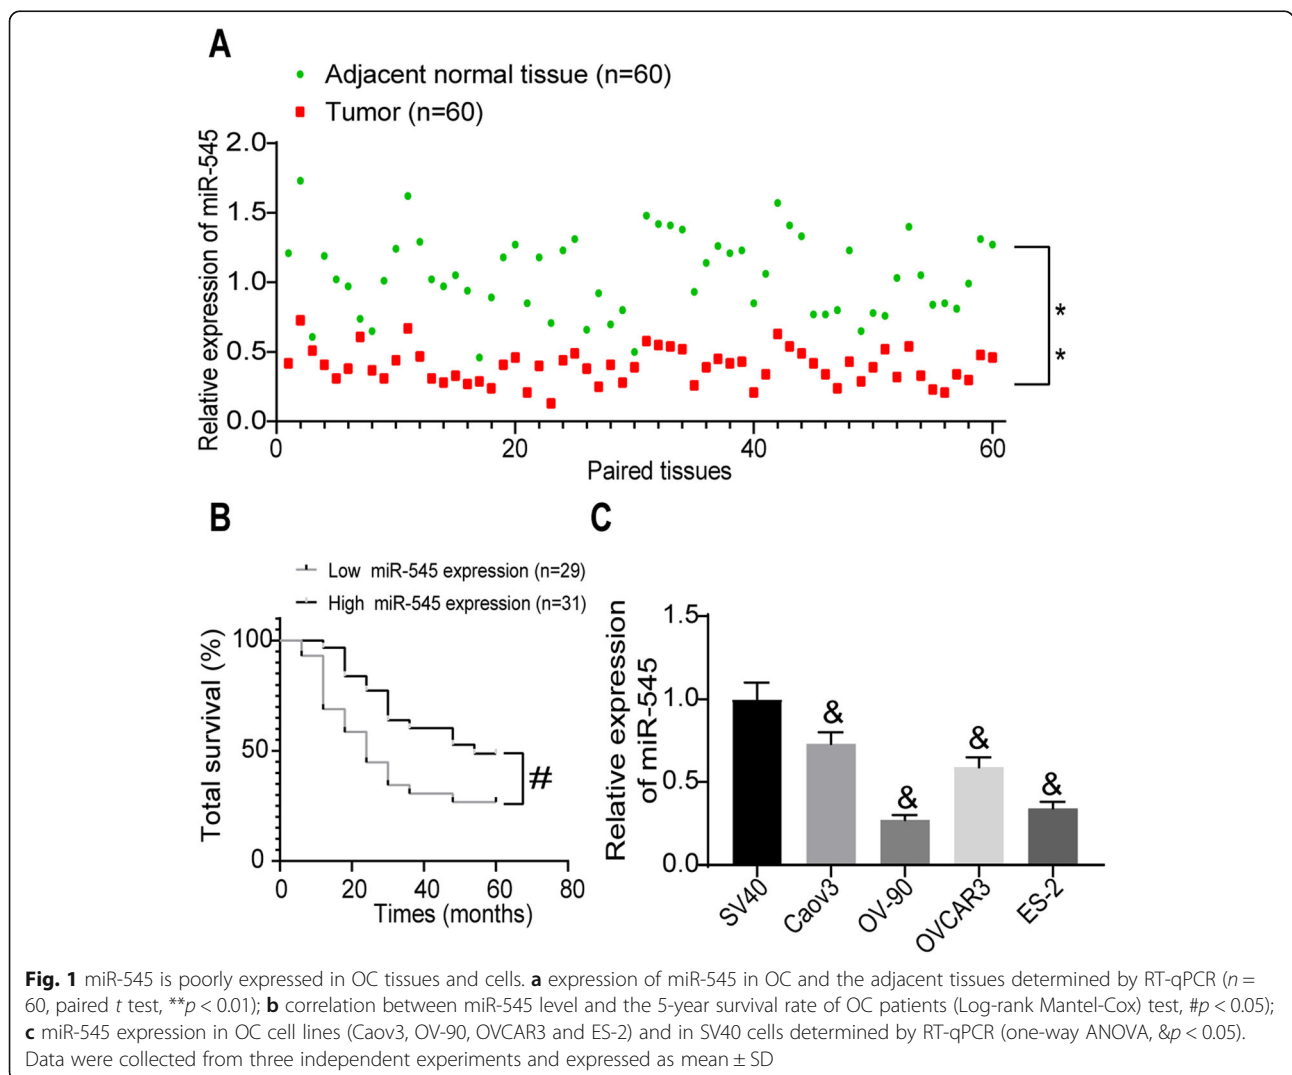 A
Adjacent normal tissue (n=60)
Tumor (n=60)
Relative expression of miR-545
2.0
1.5
1.0
0.5
0.0
*
*
0
20
40
60
Paired tissues
B
Low miR-545 expression (n=29)
High miR-545 expression (n=31)
Total survival (%)
100
50
0
#
0
20
40
60
80
Times (months)
C
Relative expression
of miR-545
1.5
1.0
0.5
0.0
&
&
&
&
SV40
Caov3
OV-90
OVCAR3
ES-2
Fig. 1 miR-545 is poorly expressed in OC tissues and cells. a expression of miR-545 in OC and the adjacent tissues determined by RT-qPCR (n =
60, paired t test, **p < 0.01); b correlation between miR-545 level and the 5-year survival rate of OC patients (Log-rank Mantel-Cox) test, #p < 0.05);
c miR-545 expression in OC cell lines (Caov3, OV-90, OVCAR3 and ES-2) and in SV40 cells determined by RT-qPCR (one-way ANOVA, &p < 0.05).
Data were collected from three independent experiments and expressed as mean ± SD